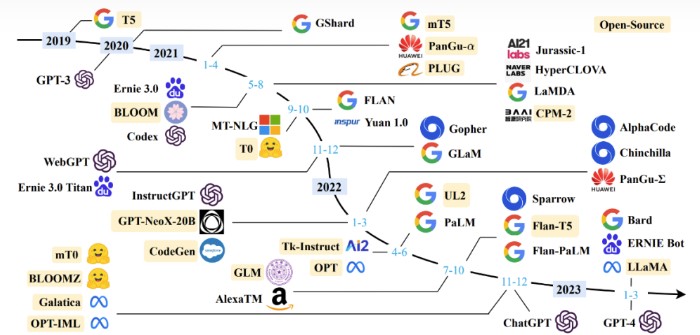 T5
GShard
mT5
Open-Source
2019
2020
2021
PanGu-α
HUAWEI
PLUG
AI21 labs
Jurassic-1
NAVER LABS
HyperCLOVA
GPT-3
1-4
Ernie 3.0
du
5-8
LaMDA
BAAI
CPM-2
BLOOM
Codex
9-10
FLAN
inspur
Yuan 1.0
MT-NLG
T0
Gopher
GLaM
AlphaCode
Chinchilla
HUAWEI
PanGu-Σ
11-12
WebGPT
Ernie 3.0 Titan
du
2022
InstructGPT
GPT-NeoX-20B
CodeGen
1-3
UL2
PaLM
Sparrow
Flan-T5
Flan-PaLM
Bard
du
ERNIE Bot
LLaMA
Tk-Instruct
AI2
OPT
4-6
mT0
BLOOMZ
Galatica
OPT-IML
GLM
AlexaTM
a
7-10
11-12
2023
1-3
ChatGPT
GPT-4